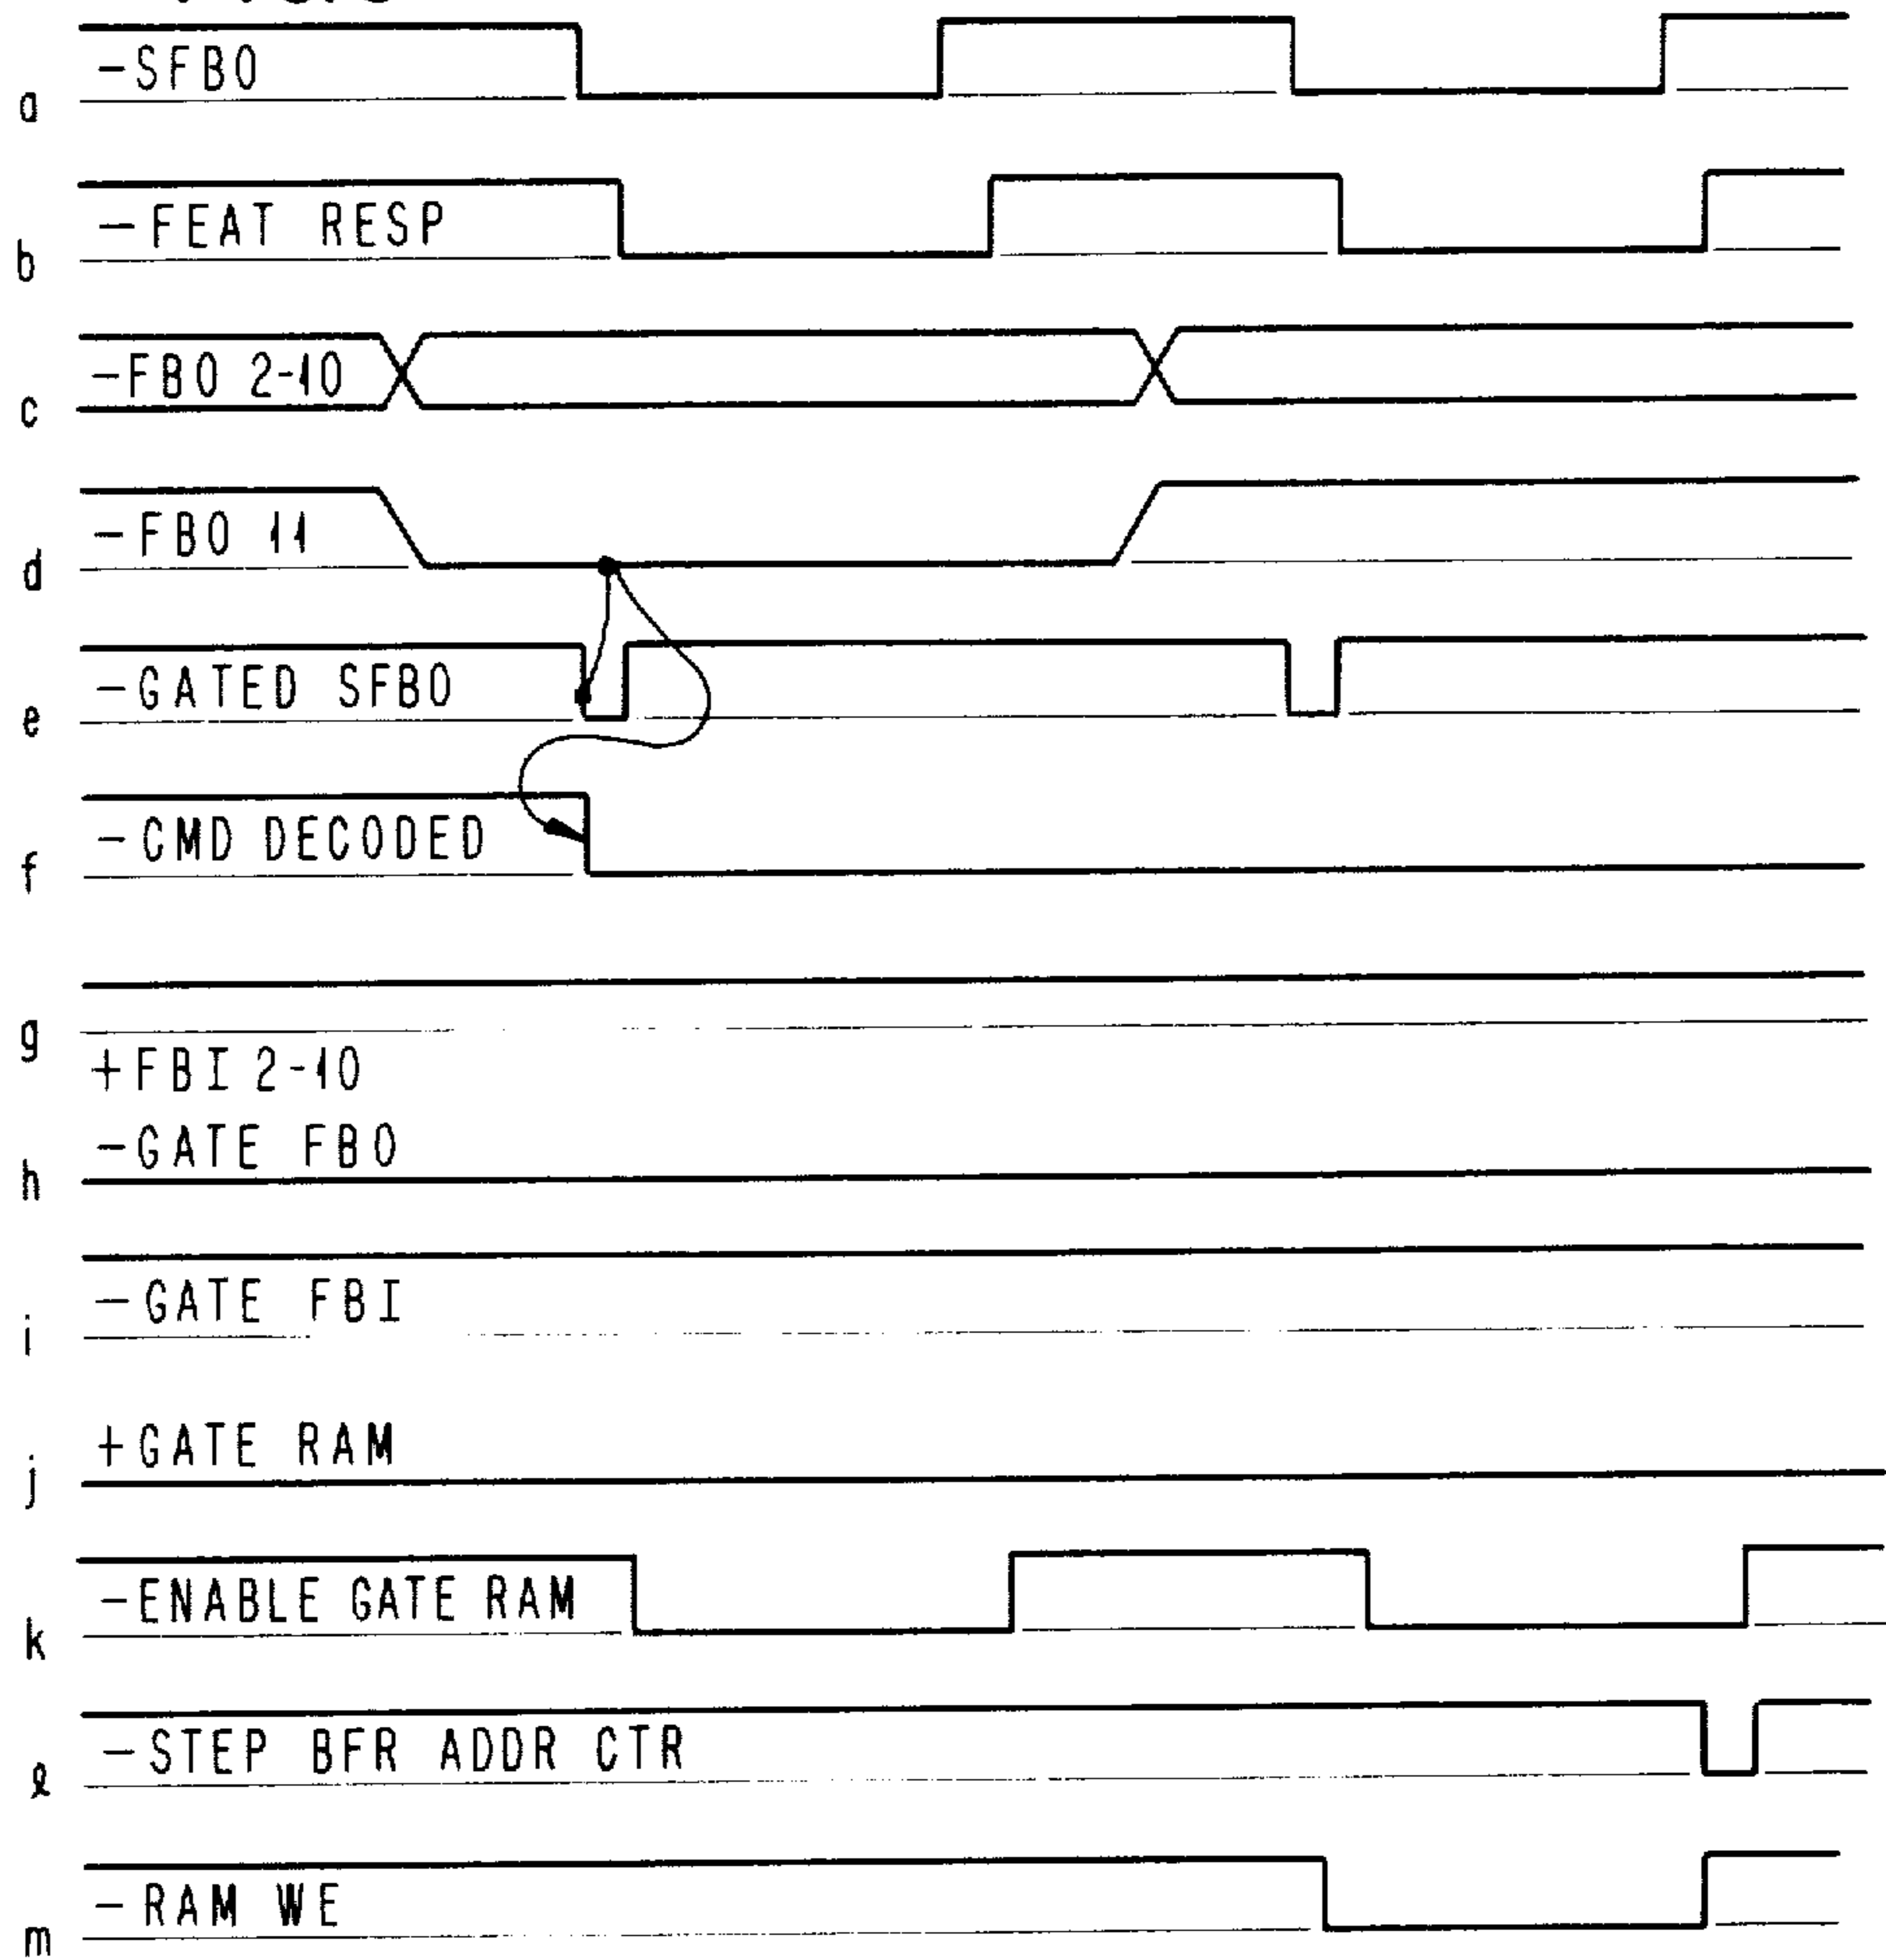 -SFBO
a
-FEAT RESP
b
-FBO 2-10
c
-FBO 11
d
-GATED SFBO
e
-CMD DECODED
f
g
+FBI 2-10
-GATE FBO
h
-GATE FBI
i
+GATE RAM
j
-ENABLE GATE RAM
k
-STEP BFR ADDR CTR
l
-RAM WE
m